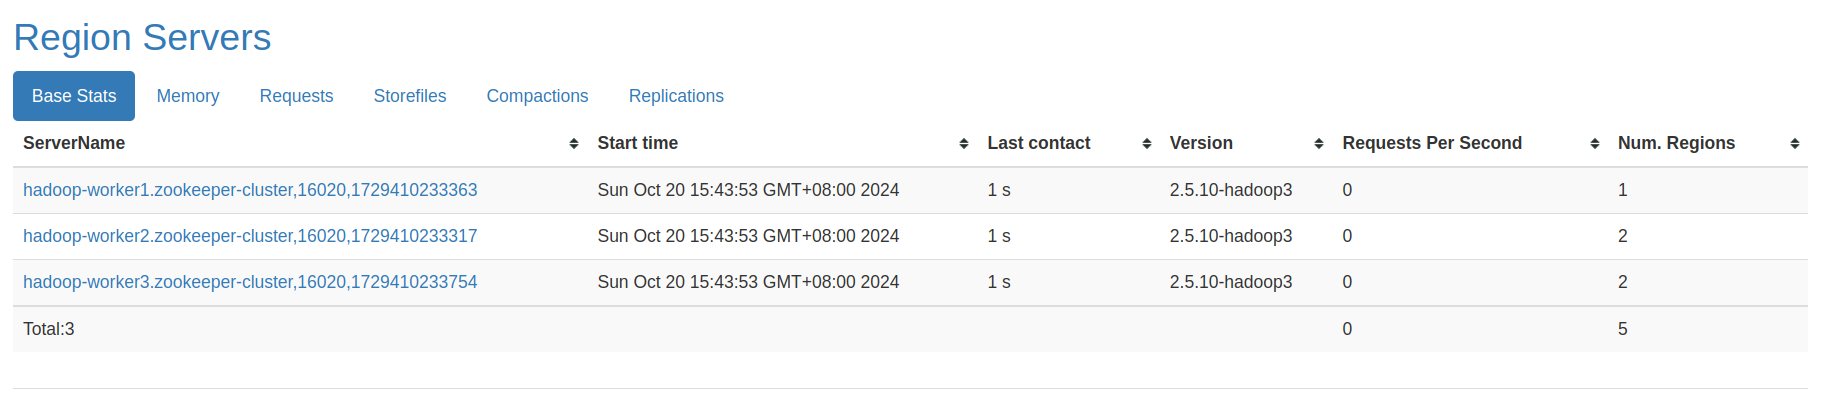 Region Servers
Base Stats Memory Requests Storefiles Compactions Replications
ServerName Start time Last contact Version Requests Per Second Num. Regions
hadoop-worker1.zookeeper-cluster,16020,1729410233363 Sun Oct 20 15:43:53 GMT+08:00 2024 1 s 2.5.10-hadoop3 0 1
hadoop-worker2.zookeeper-cluster,16020,1729410233317 Sun Oct 20 15:43:53 GMT+08:00 2024 1 s 2.5.10-hadoop3 0 2
hadoop-worker3.zookeeper-cluster,16020,1729410233754 Sun Oct 20 15:43:53 GMT+08:00 2024 1 s 2.5.10-hadoop3 0 2
Total:3 0 5